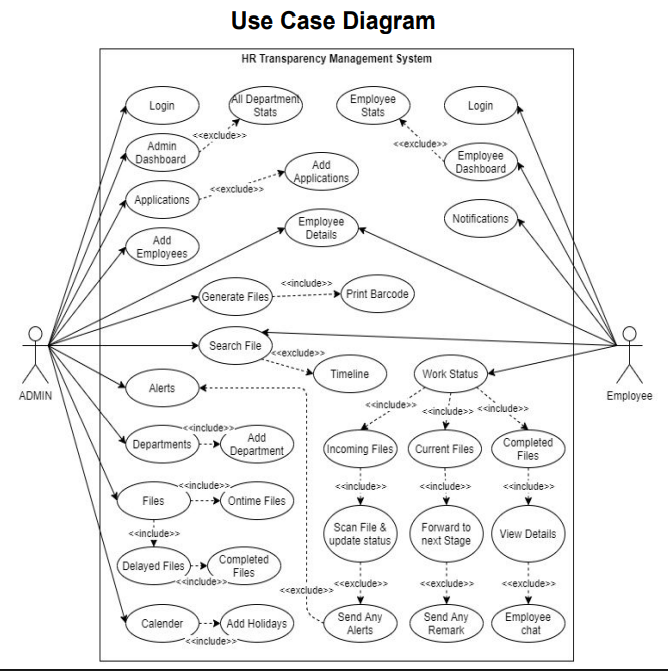 Use Case Diagram
HR Transparency Management System
Login
All Department
Stats
Employee
Stats
Login
<<exclude>>
<<exclude>>
Admin
Dashboard
Employee
Dashboard
Add
Applications
<<exclude>>
Applications
Employee
Details
Notifications
Add
Employees
<<include>>
Generate Files
Print Barcode
Search File
<<exclude>>
Timeline
Work Status
ADMIN
Employee
Alerts
<<include>>
<<include>>
<<include>>
<<include>>
Departments
Add
Department
Incoming Files
Current Files
Completed
Files
<<include>>
<<include>>
<<include>>
<<include>>
Files
Ontime Files
<<include>>
Scan File &
update status
Forward to
next Stage
View Details
Delayed Files
Completed
Files
<<include>>
<<exclude>>
<<exclude>>
<<exclude>>
<<exclude>>
Calender
Add Holidays
<<include>>
Send Any
Alerts
Send Any
Remark
Employee
chat